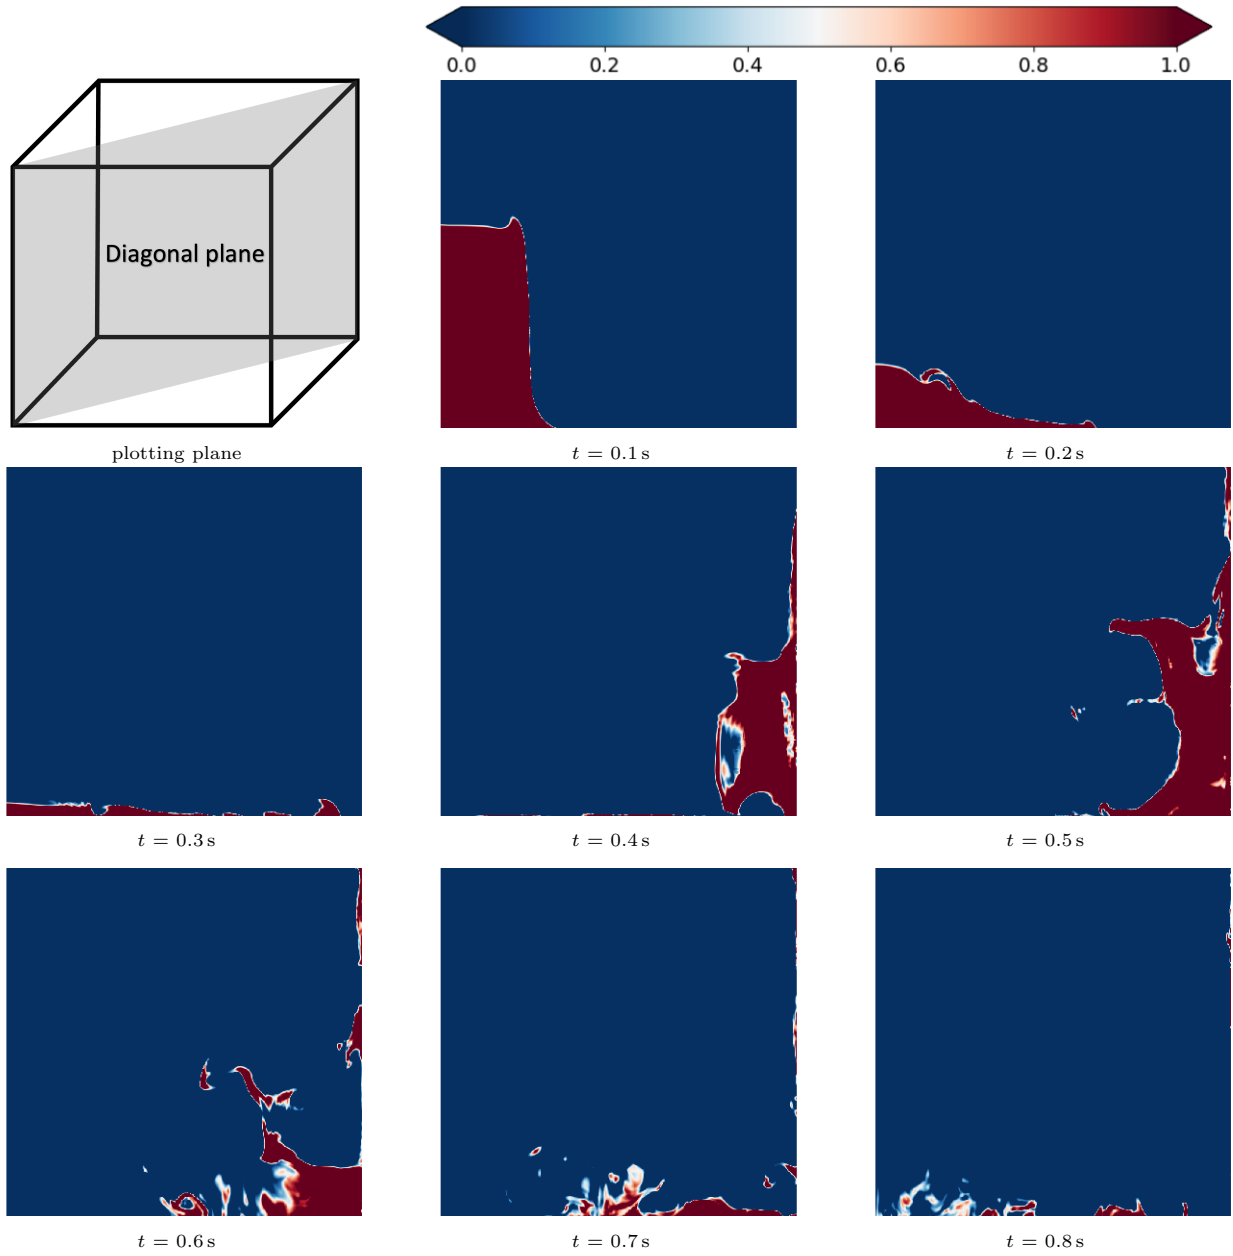 0.0 0.2 0.4 0.6 0.8 1.0
Diagonal plane
plotting plane
t = 0.1 s
t = 0.2 s
t = 0.3 s
t = 0.4 s
t = 0.5 s
t = 0.6 s
t = 0.7 s
t = 0.8 s